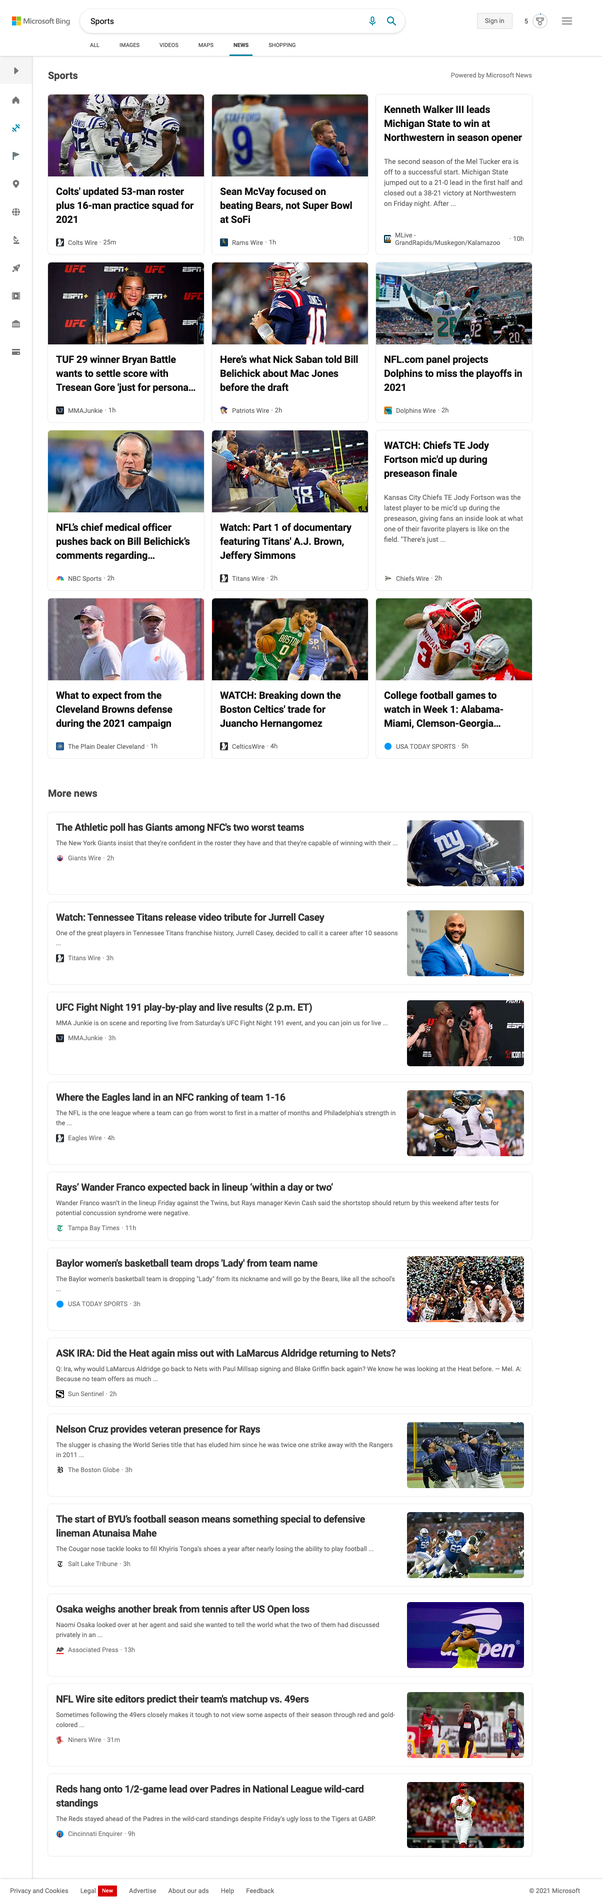 Microsoft Bing
Sports
Sign in
5
ALL
IMAGES
VIDEOS
MAPS
NEWS
SHOPPING
Sports
Powered by Microsoft News
Colts' updated 53-man roster
plus 16-man practice squad for
2021
Colts Wire · 25m
Sean McVay focused on
beating Bears, not Super Bowl
at SoFi
Rams Wire · 1h
Kenneth Walker III leads
Michigan State to win at
Northwestern in season opener
The second season of the Mel Tucker era is
off to a successful start. Michigan State
jumped out to a 21-0 lead in the first half and
closed out a 38-21 victory at Northwestern
on Friday night. After ...
MLive -
GrandRapids/Muskegon/Kalamazoo · 10h
TUF 29 winner Bryan Battle
wants to settle score with
Tresean Gore 'just for persona...
MMAJunkie · 1h
Here's what Nick Saban told Bill
Belichick about Mac Jones
before the draft
Patriots Wire · 2h
NFL.com panel projects
Dolphins to miss the playoffs in
2021
Dolphins Wire · 2h
NFL's chief medical officer
pushes back on Bill Belichick's
comments regarding...
NBC Sports · 2h
Watch: Part 1 of documentary
featuring Titans' A.J. Brown,
Jeffery Simmons
Titans Wire · 2h
WATCH: Chiefs TE Jody
Fortson mic'd up during
preseason finale
Kansas City Chiefs TE Jody Fortson was the
latest player to be mic'd up during the
preseason, giving fans an inside look at what
one of their favorite players is like on the
field. "There's just ...
Chiefs Wire · 2h
What to expect from the
Cleveland Browns defense
during the 2021 campaign
The Plain Dealer Cleveland · 1h
WATCH: Breaking down the
Boston Celtics' trade for
Juancho Hernangomez
CelticsWire · 4h
College football games to
watch in Week 1: Alabama-
Miami, Clemson-Georgia...
USA TODAY SPORTS · 5h
More news
The Athletic poll has Giants among NFC's two worst teams
The New York Giants insist that they're confident in the roster they have and that they're capable of winning with their ...
Giants Wire · 2h
Watch: Tennessee Titans release video tribute for Jurrell Casey
One of the great players in Tennessee Titans franchise history, Jurrell Casey, decided to call it a career after 10 seasons
...
Titans Wire · 3h
UFC Fight Night 191 play-by-play and live results (2 p.m. ET)
MMA Junkie is on scene and reporting live from Saturday's UFC Fight Night 191 event, and you can join us for live ...
MMAJunkie · 3h
Where the Eagles land in an NFC ranking of team 1-16
The NFL is the one league where a team can go from worst to first in a matter of months and Philadelphia's strength in
the ...
Eagles Wire · 4h
Rays' Wander Franco expected back in lineup 'within a day or two'
Wander Franco wasn't in the lineup Friday against the Twins, but Rays manager Kevin Cash said the shortstop should return by this weekend after tests for
potential concussion syndrome were negative.
Tampa Bay Times · 11h
Baylor women's basketball team drops 'Lady' from team name
The Baylor women's basketball team is dropping "Lady" from its nickname and will go by the Bears, like all the school's
...
USA TODAY SPORTS · 3h
ASK IRA: Did the Heat again miss out with LaMarcus Aldridge returning to Nets?
Q: Ira, why would LaMarcus Aldridge go back to Nets with Paul Millsap signing and Blake Griffin back again? We know he was looking at the Heat before. — Mel. A:
Because no team offers as much ...
Sun Sentinel · 2h
Nelson Cruz provides veteran presence for Rays
The slugger is chasing the World Series title that has eluded him since he was twice one strike away with the Rangers
in 2011 ...
The Boston Globe · 3h
The start of BYU's football season means something special to defensive
lineman Atunaisa Mahe
The Cougar nose tackle looks to fill Khyiris Tonga's shoes a year after nearly losing the ability to play football ...
Salt Lake Tribune · 3h
Osaka weighs another break from tennis after US Open loss
Naomi Osaka looked over at her agent and said she wanted to tell the world what the two of them had discussed
privately in an ...
Associated Press · 13h
NFL Wire site editors predict their team's matchup vs. 49ers
Sometimes following the 49ers closely makes it tough to not view some aspects of their season through red and gold-
colored ...
Niners Wire · 31m
Reds hang onto 1/2-game lead over Padres in National League wild-card
standings
The Reds stayed ahead of the Padres in the wild-card standings despite Friday's ugly loss to the Tigers at GABP.
Cincinnati Enquirer · 9h
Privacy and Cookies
Legal
New
Advertise
About our ads
Help
Feedback
© 2021 Microsoft